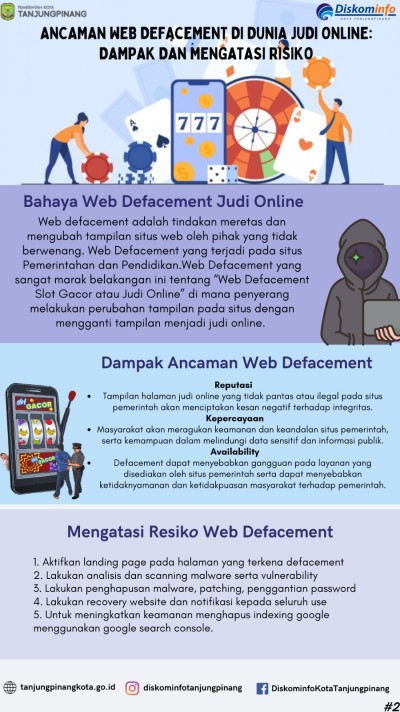 PEMERINTAH KOTA
TANJUNGPINANG
Diskominfo
KOTA TANJUNGPINANG
ANCAMAN WEB DEFACEMENT DI DUNIA JUDI ONLINE:
DAMPAK DAN MENGATASI RISIKO
A
777
A
Bahaya Web Defacement Judi Online
Web defacement adalah tindakan meretas dan
mengubah tampilan situs web oleh pihak yang tidak
berwenang. Web Defacement yang terjadi pada situs
Pemerintahan dan Pendidikan.Web Defacement yang
sangat marak belakangan ini tentang “Web Defacement
Slot Gacor atau Judi Online” di mana penyerang
melakukan perubahan tampilan pada situs dengan
mengganti tampilan menjadi judi online.
Dampak Ancaman Web Defacement
Reputasi
• Tampilan halaman judi online yang tidak pantas atau ilegal pada situs
pemerintah akan menciptakan kesan negatif terhadap integritas.
Kepercayaan
• Masyarakat akan meragukan keamanan dan keandalan situs pemerintah,
serta kemampuan dalam melindungi data sensitif dan informasi publik.
Availability
• Defacement dapat menyebabkan gangguan pada layanan yang
disediakan oleh situs pemerintah serta dapat menyebabkan
ketidaknyamanan dan ketidakpuasan masyarakat terhadap pemerintah.
GACOR
Mengatasi Resiko Web Defacement
1. Aktifkan landing page pada halaman yang terkena defacement
2. Lakukan analisis dan scanning malware serta vulnerability
3. Lakukan penghapusan malware, patching, penggantian password
4. Lakukan recovery website dan notifikasi kepada seluruh use
5. Untuk meningkatkan keamanan menghapus indexing google
menggunakan google search console.
tanjungpinangkota.go.id
diskominfotanjungpinang
DiskominfoKotaTanjungpinang
#2